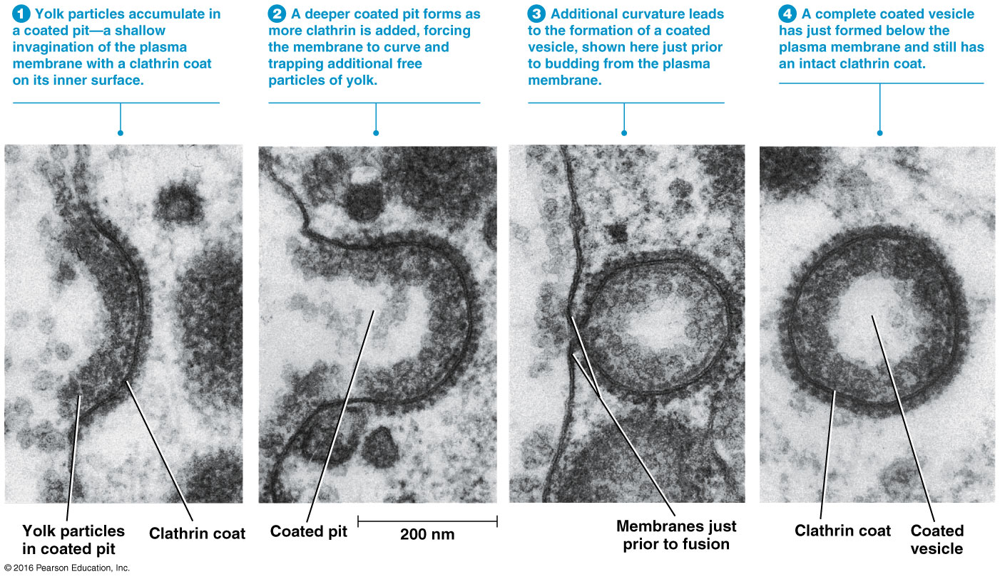 1 Yolk particles accumulate in
a coated pit—a shallow
invagination of the plasma
membrane with a clathrin coat
on its inner surface.
2 A deeper coated pit forms as
more clathrin is added, forcing
the membrane to curve and
trapping additional free
particles of yolk.
3 Additional curvature leads
to the formation of a coated
vesicle, shown here just prior
to budding from the plasma
membrane.
4 A complete coated vesicle
has just formed below the
plasma membrane and still has
an intact clathrin coat.
Yolk particles
in coated pit
Clathrin coat
Coated pit
200 nm
Membranes just
prior to fusion
Clathrin coat
Coated
vesicle
© 2016 Pearson Education, Inc.